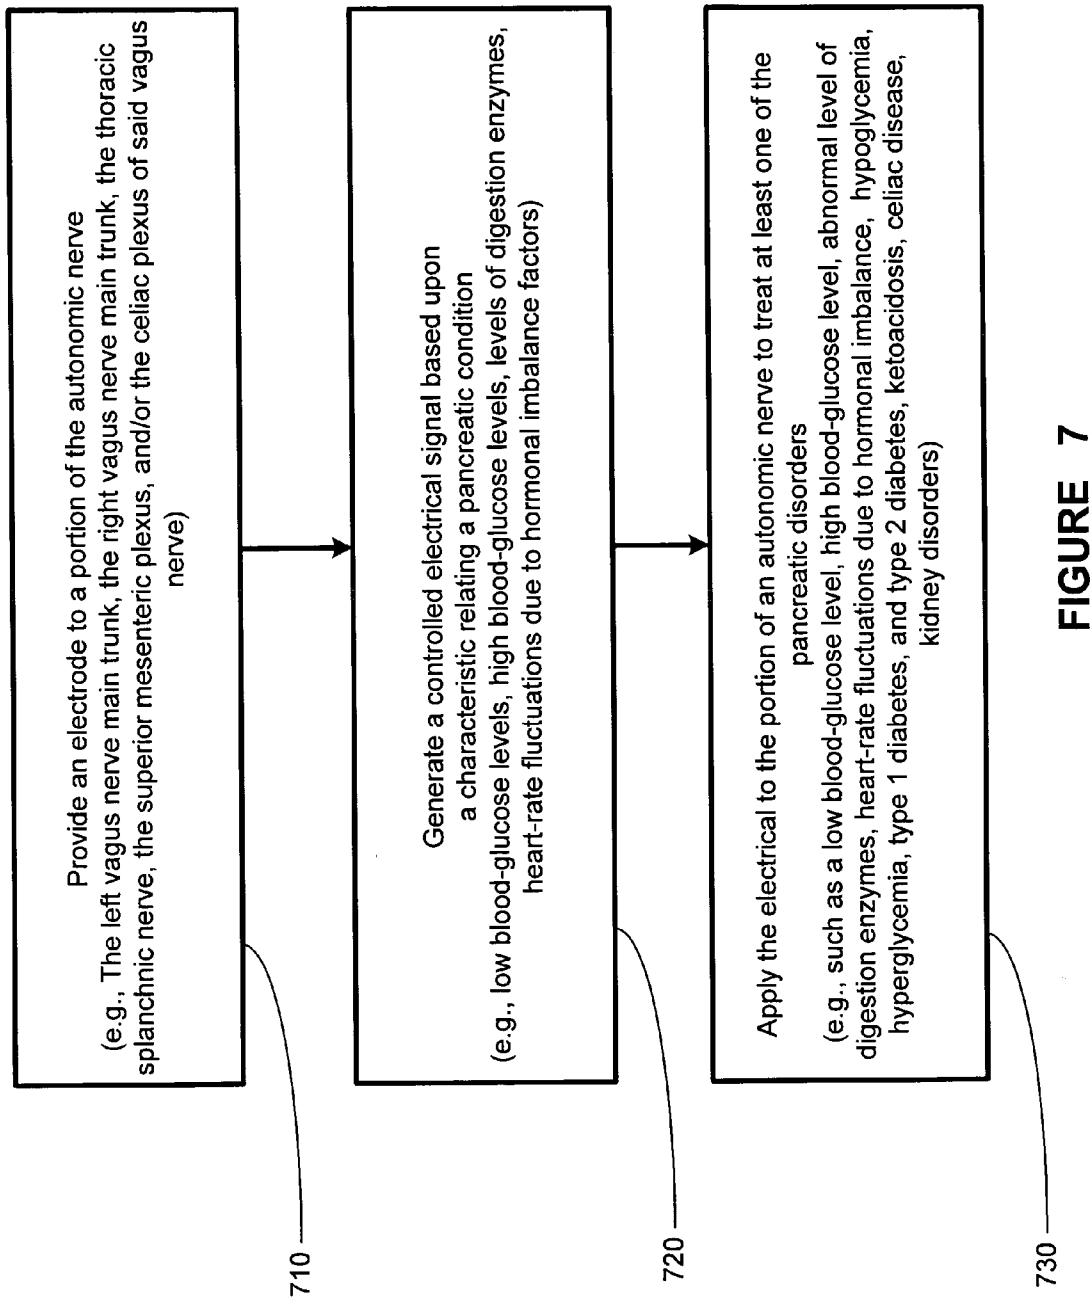 Provide an electrode to a portion of the autonomic nerve
(e.g., The left vagus nerve main trunk, the right vagus nerve main trunk, the thoracic
splanchnic nerve, the superior mesenteric plexus, and/or the celiac plexus of said vagus
nerve)
710
Generate a controlled electrical signal based upon
a characteristic relating a pancreatic condition
(e.g., low blood-glucose levels, high blood-glucose levels, levels of digestion enzymes,
heart-rate fluctuations due to hormonal imbalance factors)
720
Apply the electrical to the portion of an autonomic nerve to treat at least one of the
pancreatic disorders
(e.g., such as a low blood-glucose level, high blood-glucose level, abnormal level of
digestion enzymes, heart-rate fluctuations due to hormonal imbalance, hypoglycemia,
hyperglycemia, type 1 diabetes, and type 2 diabetes, ketoacidosis, celiac disease,
kidney disorders)
730
FIGURE 7